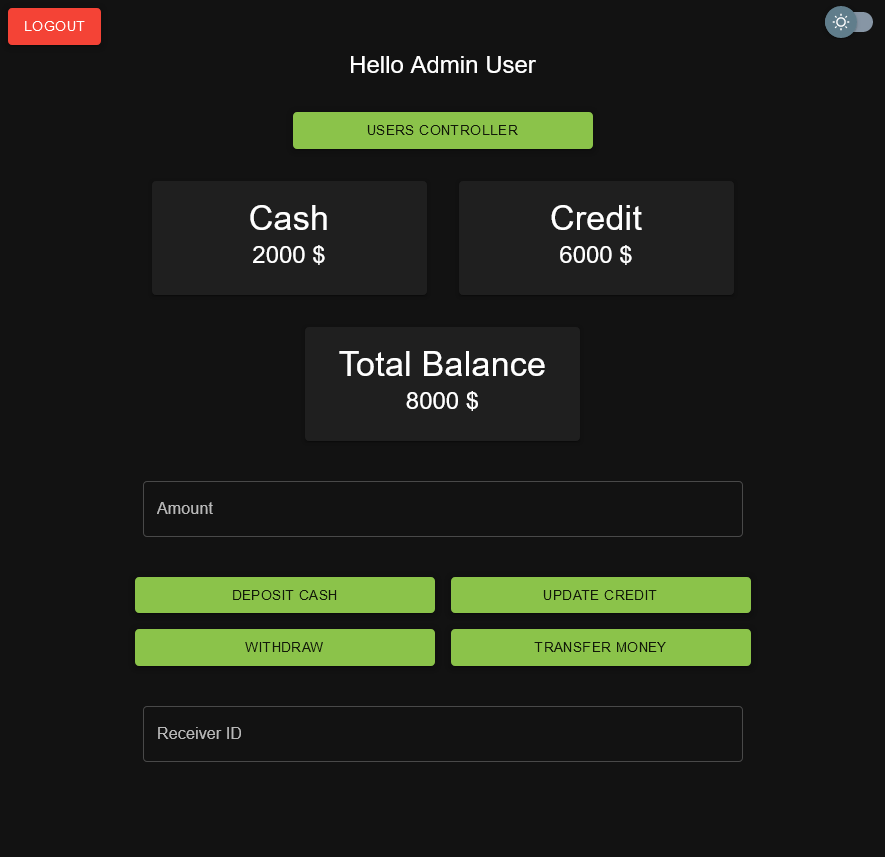 LOGOUT
Hello Admin User
USERS CONTROLLER
Cash
2000 $
Credit
6000 $
Total Balance
8000 $
Amount
DEPOSIT CASH
UPDATE CREDIT
WITHDRAW
TRANSFER MONEY
Receiver ID